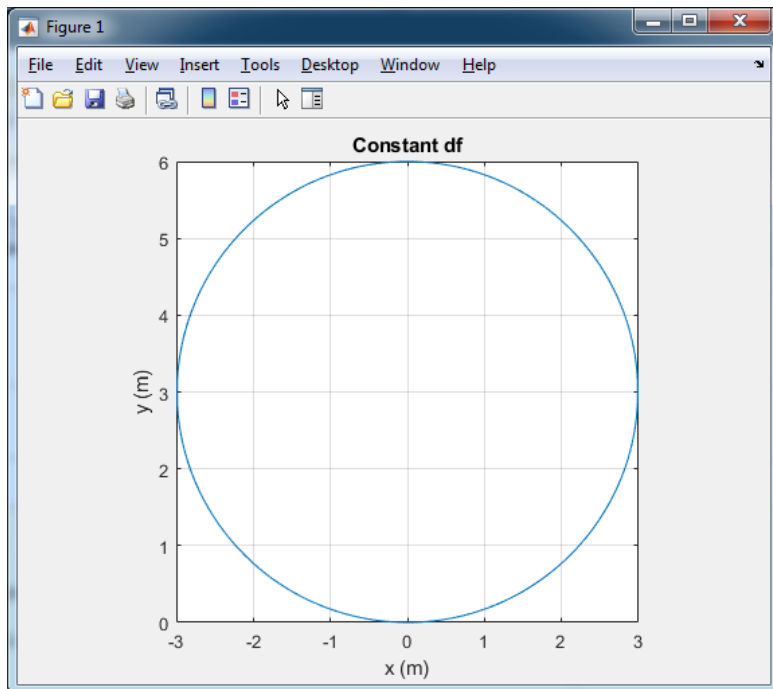 Figure 1
File Edit View Insert Tools Desktop Window Help
Constant df
6
5
4
3
2
1
0
y (m)
-3 -2 -1 0 1 2 3
x (m)